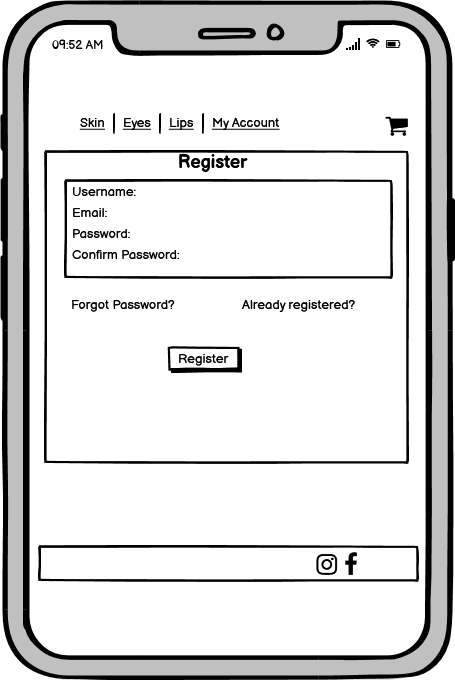 09:52 AM
Skin Eyes Lips My Account
Register
Username:
Email:
Password:
Confirm Password:
Forgot Password? Already registered?
Register